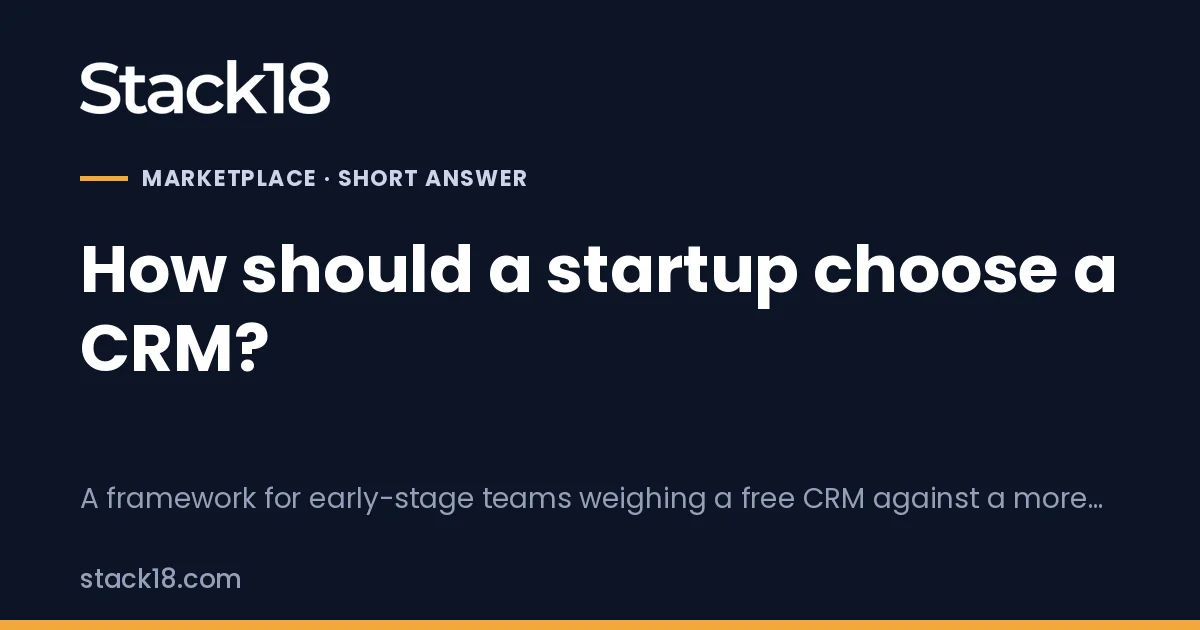 Stack18
MARKETPLACE · SHORT ANSWER
How should a startup choose a
CRM?
A framework for early-stage teams weighing a free CRM against a more…
stack18.com